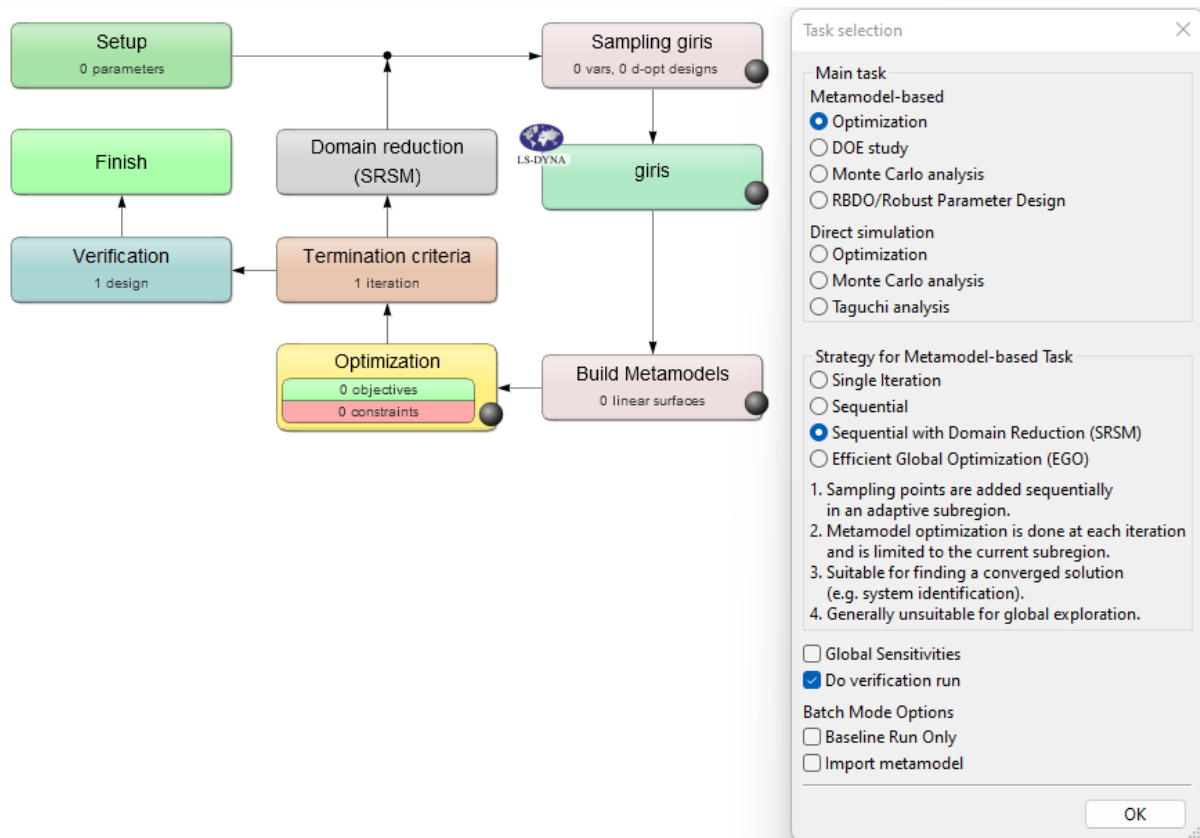 Setup
0 parameters
Sampling giris
0 vars, 0 d-opt designs
Finish
Domain reduction
(SRSM)
LS-DYNA
giris
Verification
1 design
Termination criteria
1 iteration
Optimization
0 objectives
0 constraints
Build Metamodels
0 linear surfaces
Task selection
Main task
Metamodel-based
Optimization
DOE study
Monte Carlo analysis
RBDO/Robust Parameter Design
Direct simulation
Optimization
Monte Carlo analysis
Taguchi analysis
Strategy for Metamodel-based Task
Single Iteration
Sequential
Sequential with Domain Reduction (SRSM)
Efficient Global Optimization (EGO)
1. Sampling points are added sequentially
in an adaptive subregion.
2. Metamodel optimization is done at each iteration
and is limited to the current subregion.
3. Suitable for finding a converged solution
(e.g. system identification).
4. Generally unsuitable for global exploration.
Global Sensitivities
Do verification run
Batch Mode Options
Baseline Run Only
Import metamodel
OK